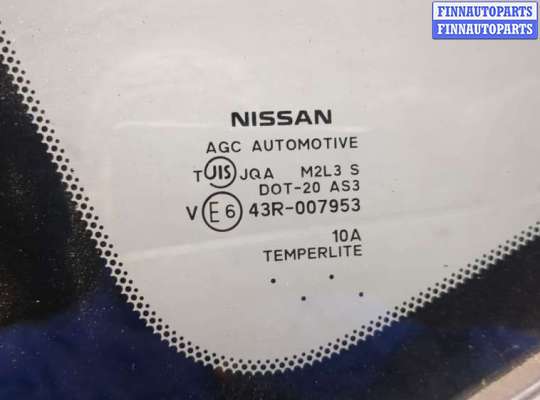 FINNAUTOPARTS
FINNAUTOPARTS
NISSAN
AGC AUTOMOTIVE
T JIS JQA M2L3 S
DOT-20 AS3
V E6 43R-007953
10A
TEMPERLITE